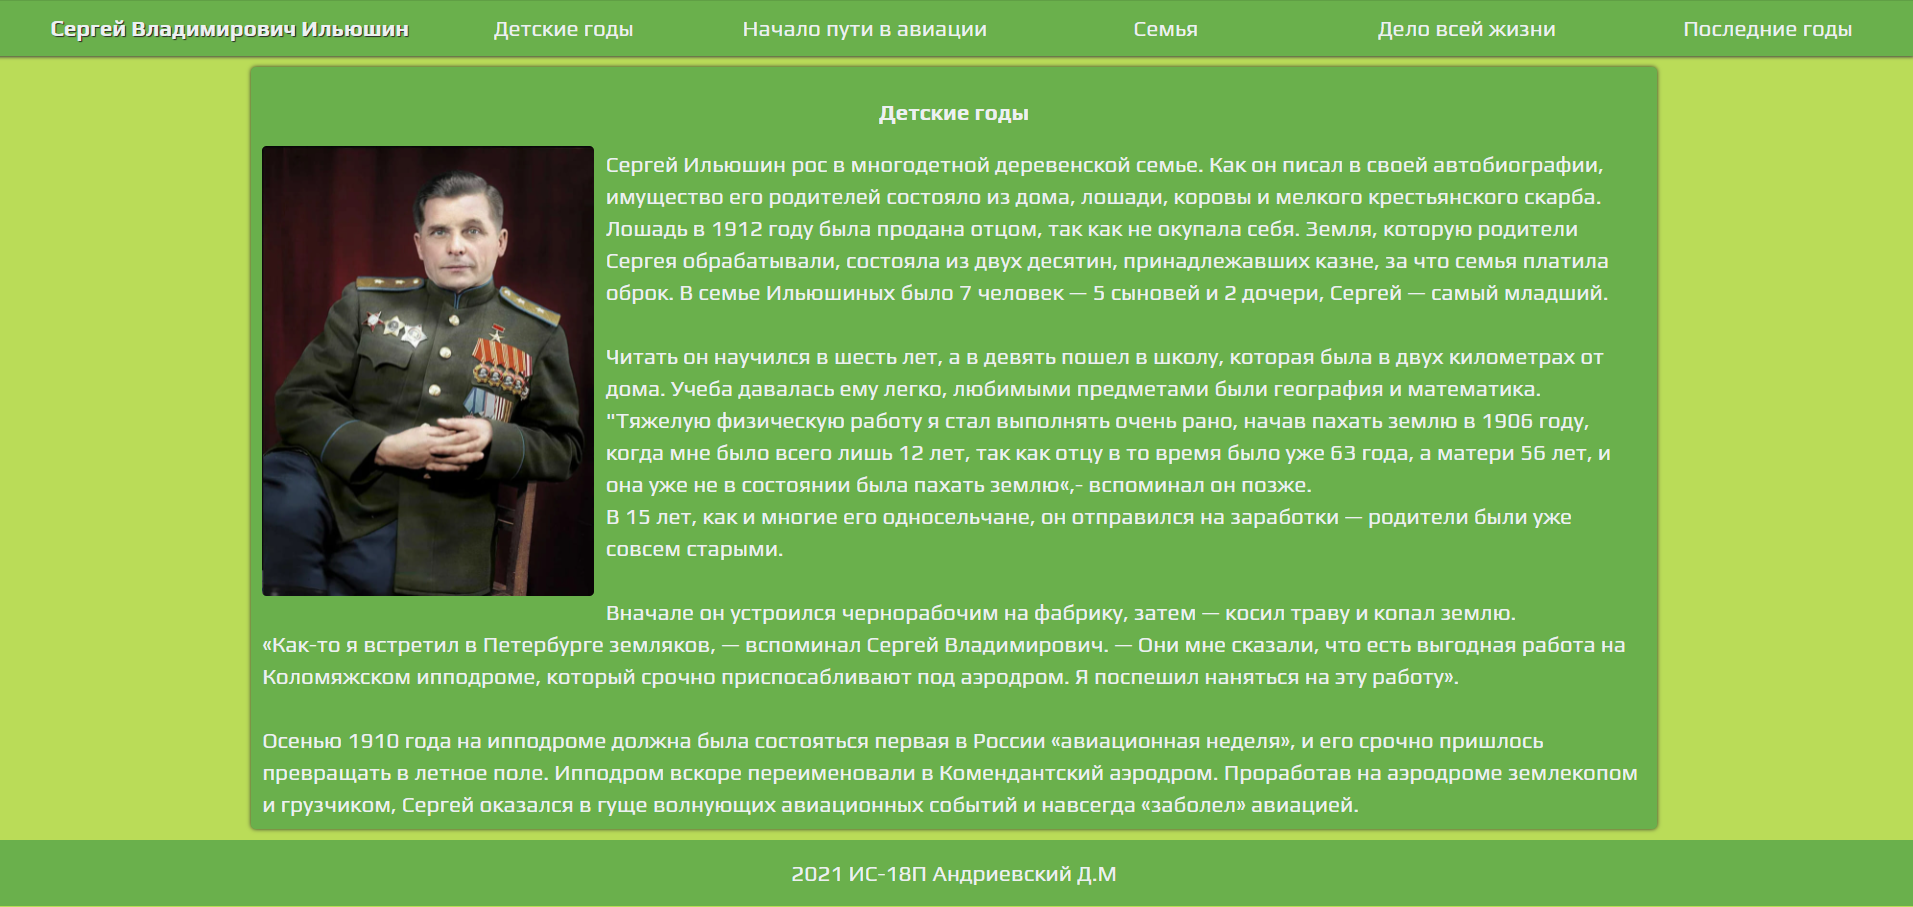 Сергей Владимирович Ильюшин Детские годы Начало пути в авиации Семья Дело всей жизни Последние годы
Детские годы
Сергей Ильюшин рос в многодетной деревенской семье. Как он писал в своей автобиографии,
имущество его родителей состояло из дома, лошади, коровы и мелкого крестьянского скарба.
Лошадь в 1912 году была продана отцом, так как не окупала себя. Земля, которую родители
Сергея обрабатывали, состояла из двух десятин, принадлежавших казне, за что семья платила
оброк. В семье Ильюшиных было 7 человек — 5 сыновей и 2 дочери, Сергей — самый младший.
Читать он научился в шесть лет, а в девять пошел в школу, которая была в двух километрах от
дома. Учеба давалась ему легко, любимыми предметами были география и математика.
"Тяжелую физическую работу я стал выполнять очень рано, начав пахать землю в 1906 году,
когда мне было всего лишь 12 лет, так как отцу в то время было уже 63 года, а матери 56 лет, и
она уже не в состоянии была пахать землю«,- вспоминал он позже.
В 15 лет, как и многие его односельчане, он отправился на заработки — родители были уже
совсем старыми.
Вначале он устроился чернорабочим на фабрику, затем — косил траву и копал землю.
«Как-то я встретил в Петербурге земляков, — вспоминал Сергей Владимирович. — Они мне сказали, что есть выгодная работа на
Коломяжском ипподроме, который срочно приспосабливают под аэродром. Я поспешил наняться на эту работу».
Осенью 1910 года на ипподроме должна была состояться первая в России «авиационная неделя», и его срочно пришлось
превращать в летное поле. Ипподром вскоре переименовали в Комендантский аэродром. Проработав на аэродроме землекопом
и грузчиком, Сергей оказался в гуще волнующих авиационных событий и навсегда «заболел» авиацией.
2021 ИС-18П Андриевский Д.М